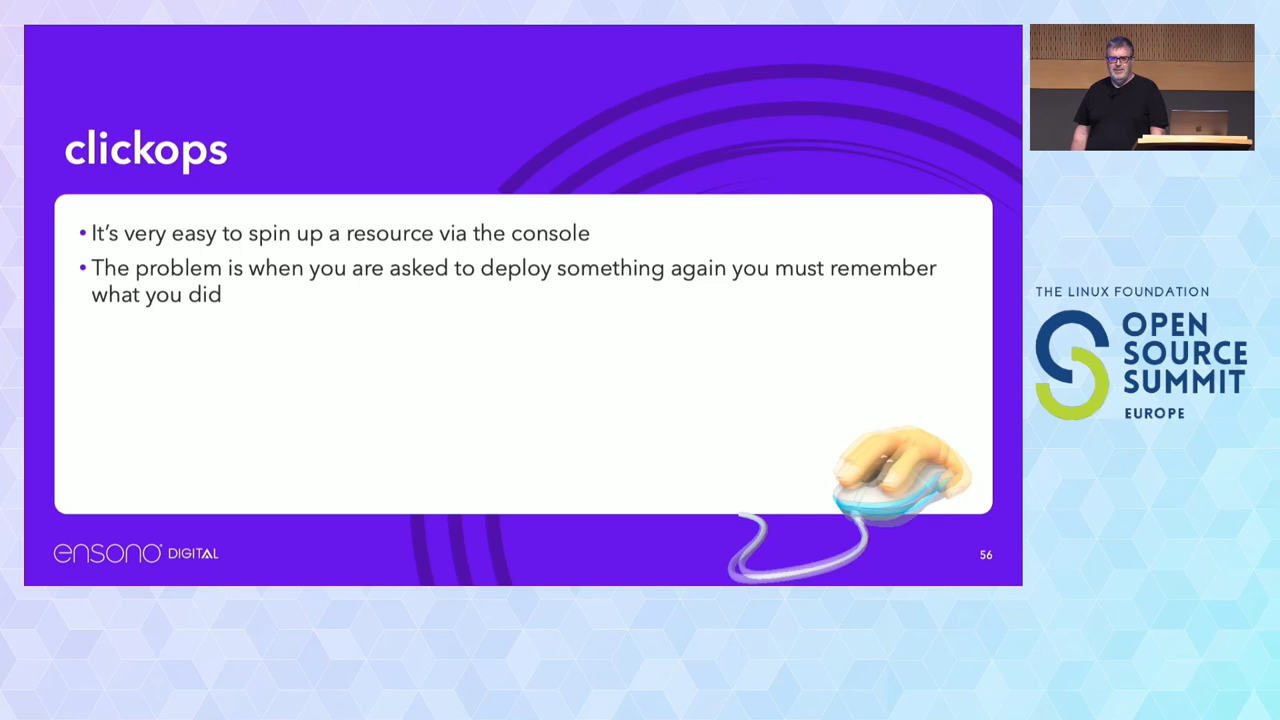 clickops
•It's very easy to spin up a resource via the console
•The problem is when you are asked to deploy something again you must remember
what you did
ensono DIGITAL
56
THE LINUX FOUNDATION
OPEN
SOURCE
SUMMIT
EUROPE